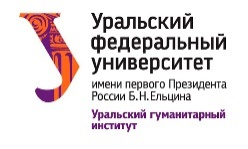 Уральский
федеральный
университет
имени первого Президента
России Б.Н.Ельцина
Уральский гуманитарный
институт